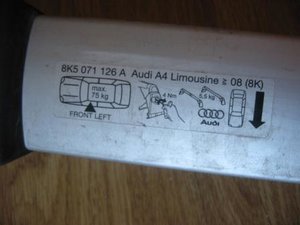 8K5 071 126 A Audi A4 Limousine ≥ 08 (8K)
max.
75 kg
4 Nm
5,5 kg
FRONT LEFT
Audi